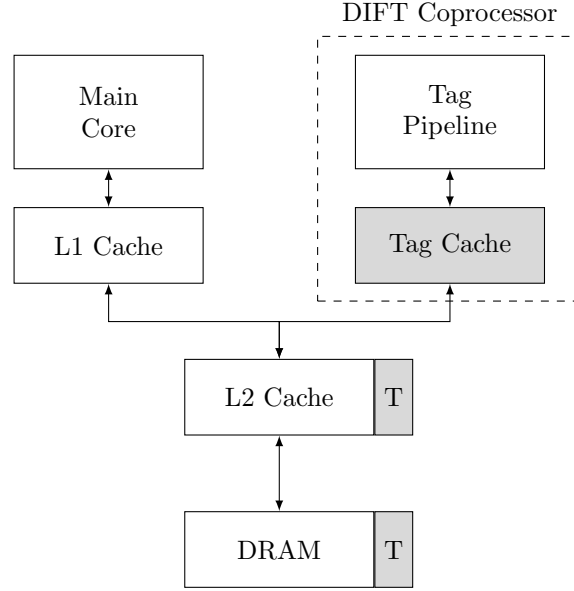 DIFT Coprocessor
Main
Core
Tag
Pipeline
L1 Cache
Tag Cache
L2 Cache
T
DRAM
T